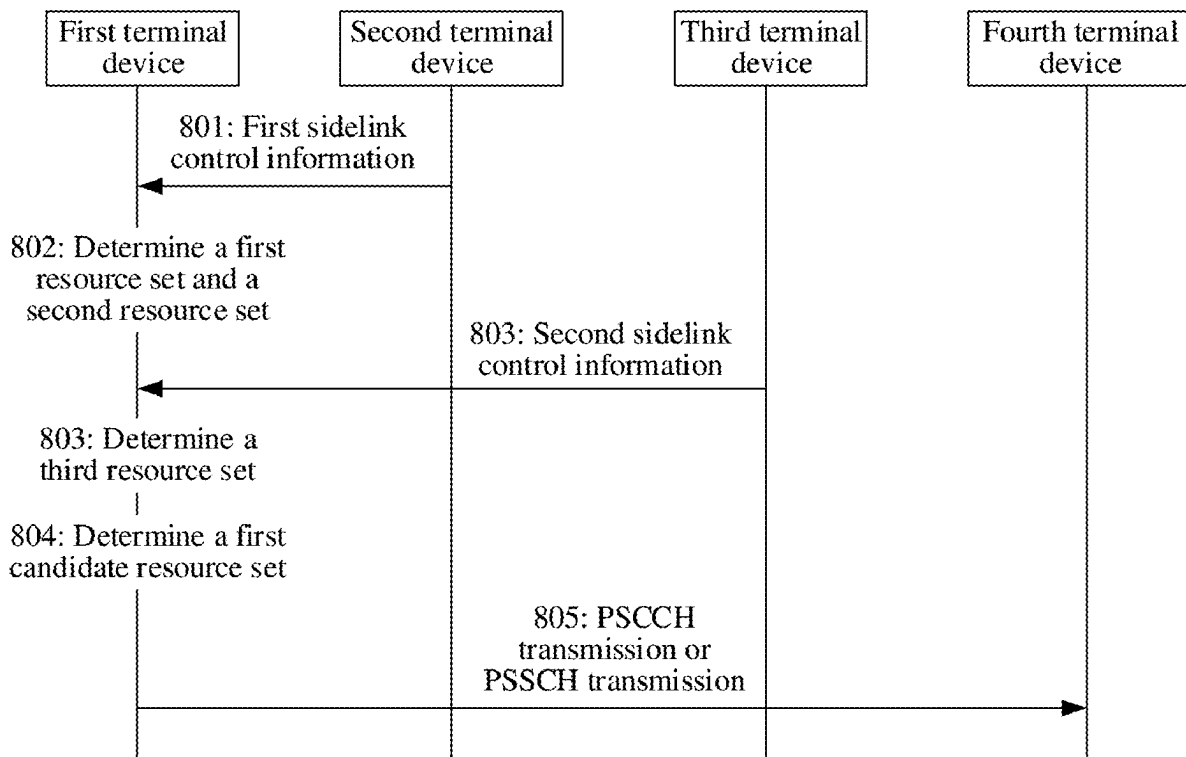 First terminal
device
Second terminal
device
Third terminal
device
Fourth terminal
device
801: First sidelink
control information
802: Determine a first
resource set and a
second resource set
803: Second sidelink
control information
803: Determine a
third resource set
804: Determine a first
candidate resource set
805: PSCCH
transmission or
PSSCH transmission